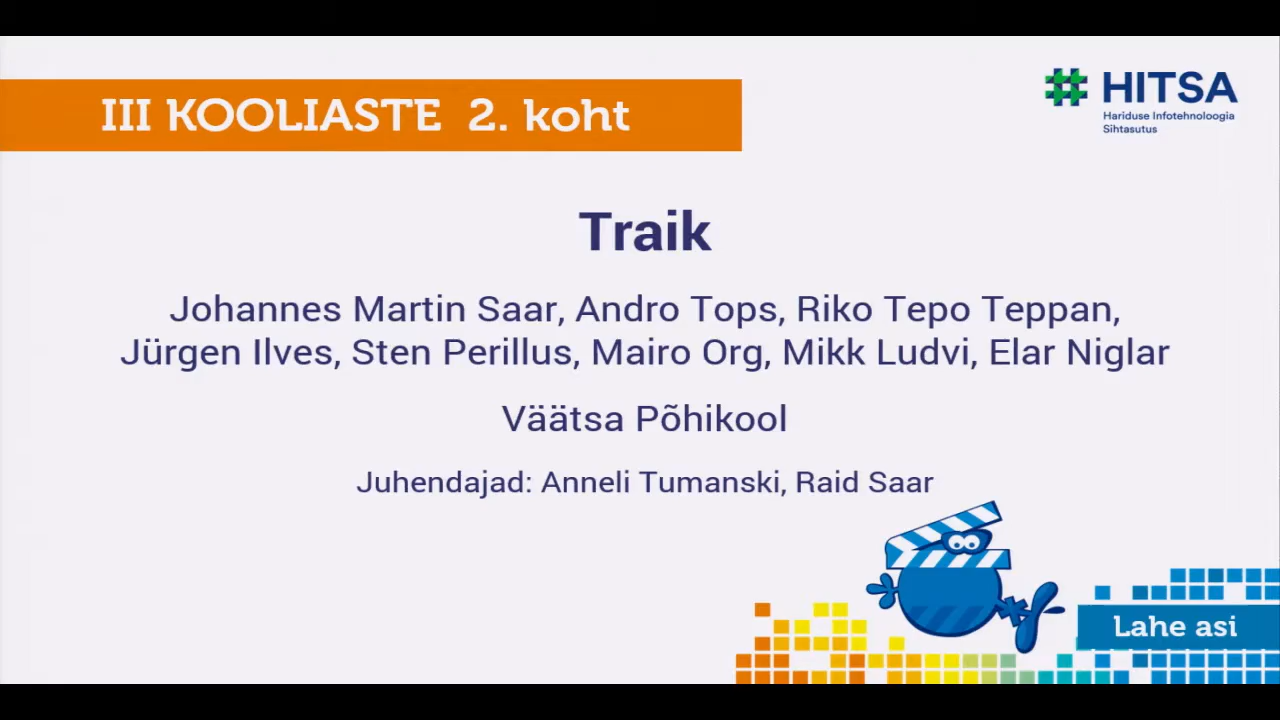 III KOOLIASTE 2. koht
HITSA
Hariduse Infotehnoloogia
Sihtasutus
Traik
Johannes Martin Saar, Andro Tops, Riko Tepo Teppan,
Jürgen Ilves, Sten Perillus, Mairo Org, Mikk Ludvi, Elar Niglar
Väätsa Põhikool
Juhendajad: Anneli Tumanski, Raid Saar
Lahe asi